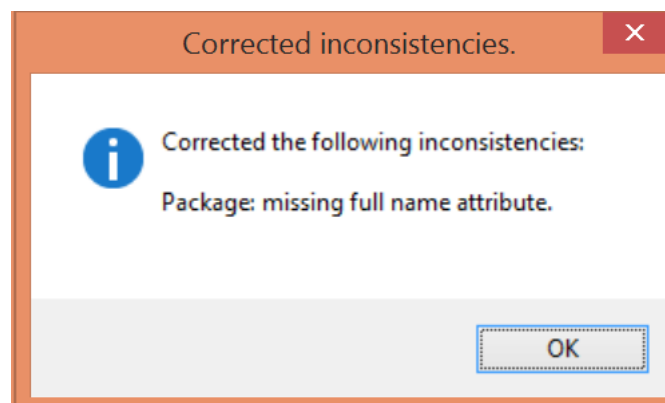 Corrected inconsistencies.
Corrected the following inconsistencies:
Package: missing full name attribute.
OK